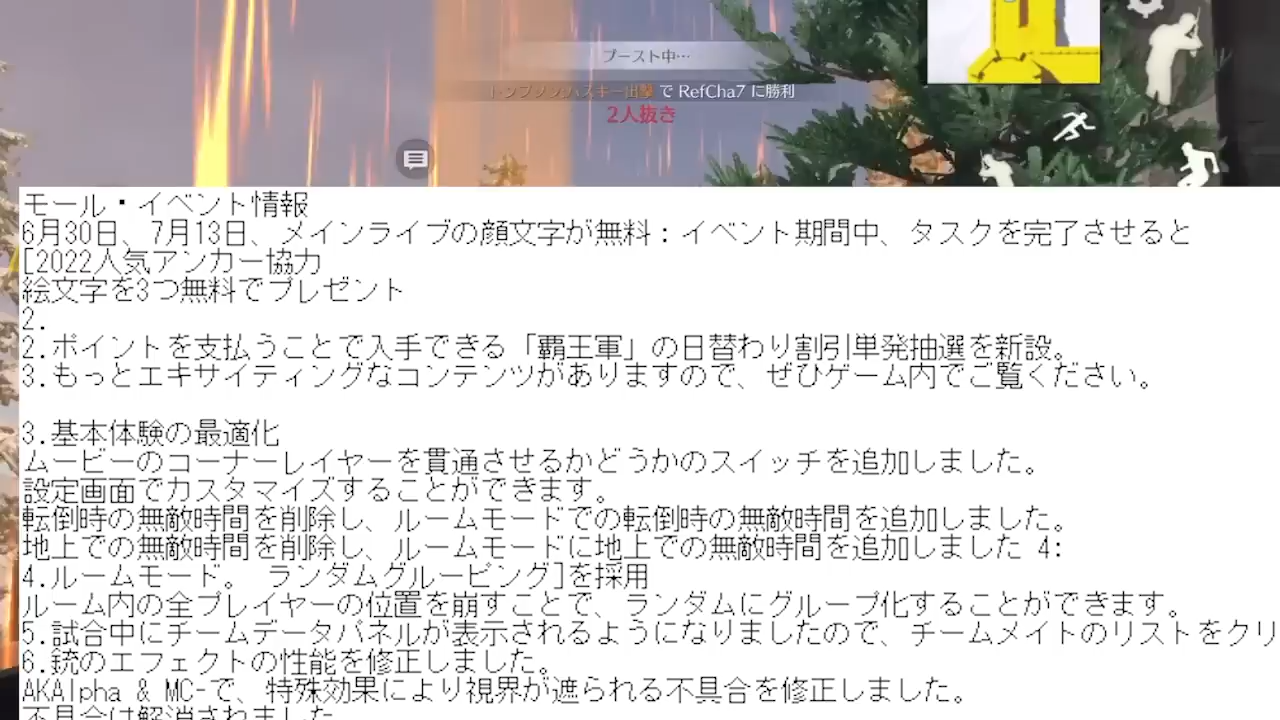 ブースト中…
トンプソンハスキー出撃 で RefCha7 に勝利
2人抜き
モール・イベント情報
6月30日、7月13日、メインライブの顔文字が無料：イベント期間中、タスクを完了させると
[2022人気アンカー協力
絵文字を3つ無料でプレゼント
2.
2.ポイントを支払うことで入手できる「覇王軍」の日替わり割引単発抽選を新設。
3.もっとエキサイティングなコンテンツがありますので、ぜひゲーム内でご覧ください。
3.基本体験の最適化
ムービーのコーナーレイヤーを貫通させるかどうかのスイッチを追加しました。
設定画面でカスタマイズすることができます。
転倒時の無敵時間を削除し、ルームモードでの転倒時の無敵時間を追加しました。
地上での無敵時間を削除し、ルームモードに地上での無敵時間を追加しました 4:
4.ルームモード。 ランダムグルーピング]を採用
ルーム内の全プレイヤーの位置を崩すことで、ランダムにグループ化することができます。
5.試合中にチームデータパネルが表示されるようになりましたので、チームメイトのリストをクリ
6.銃のエフェクトの性能を修正しました。
AKAlpha & MC-で、特殊効果により視界が遮られる不具合を修正しました。
不具合は解消されました